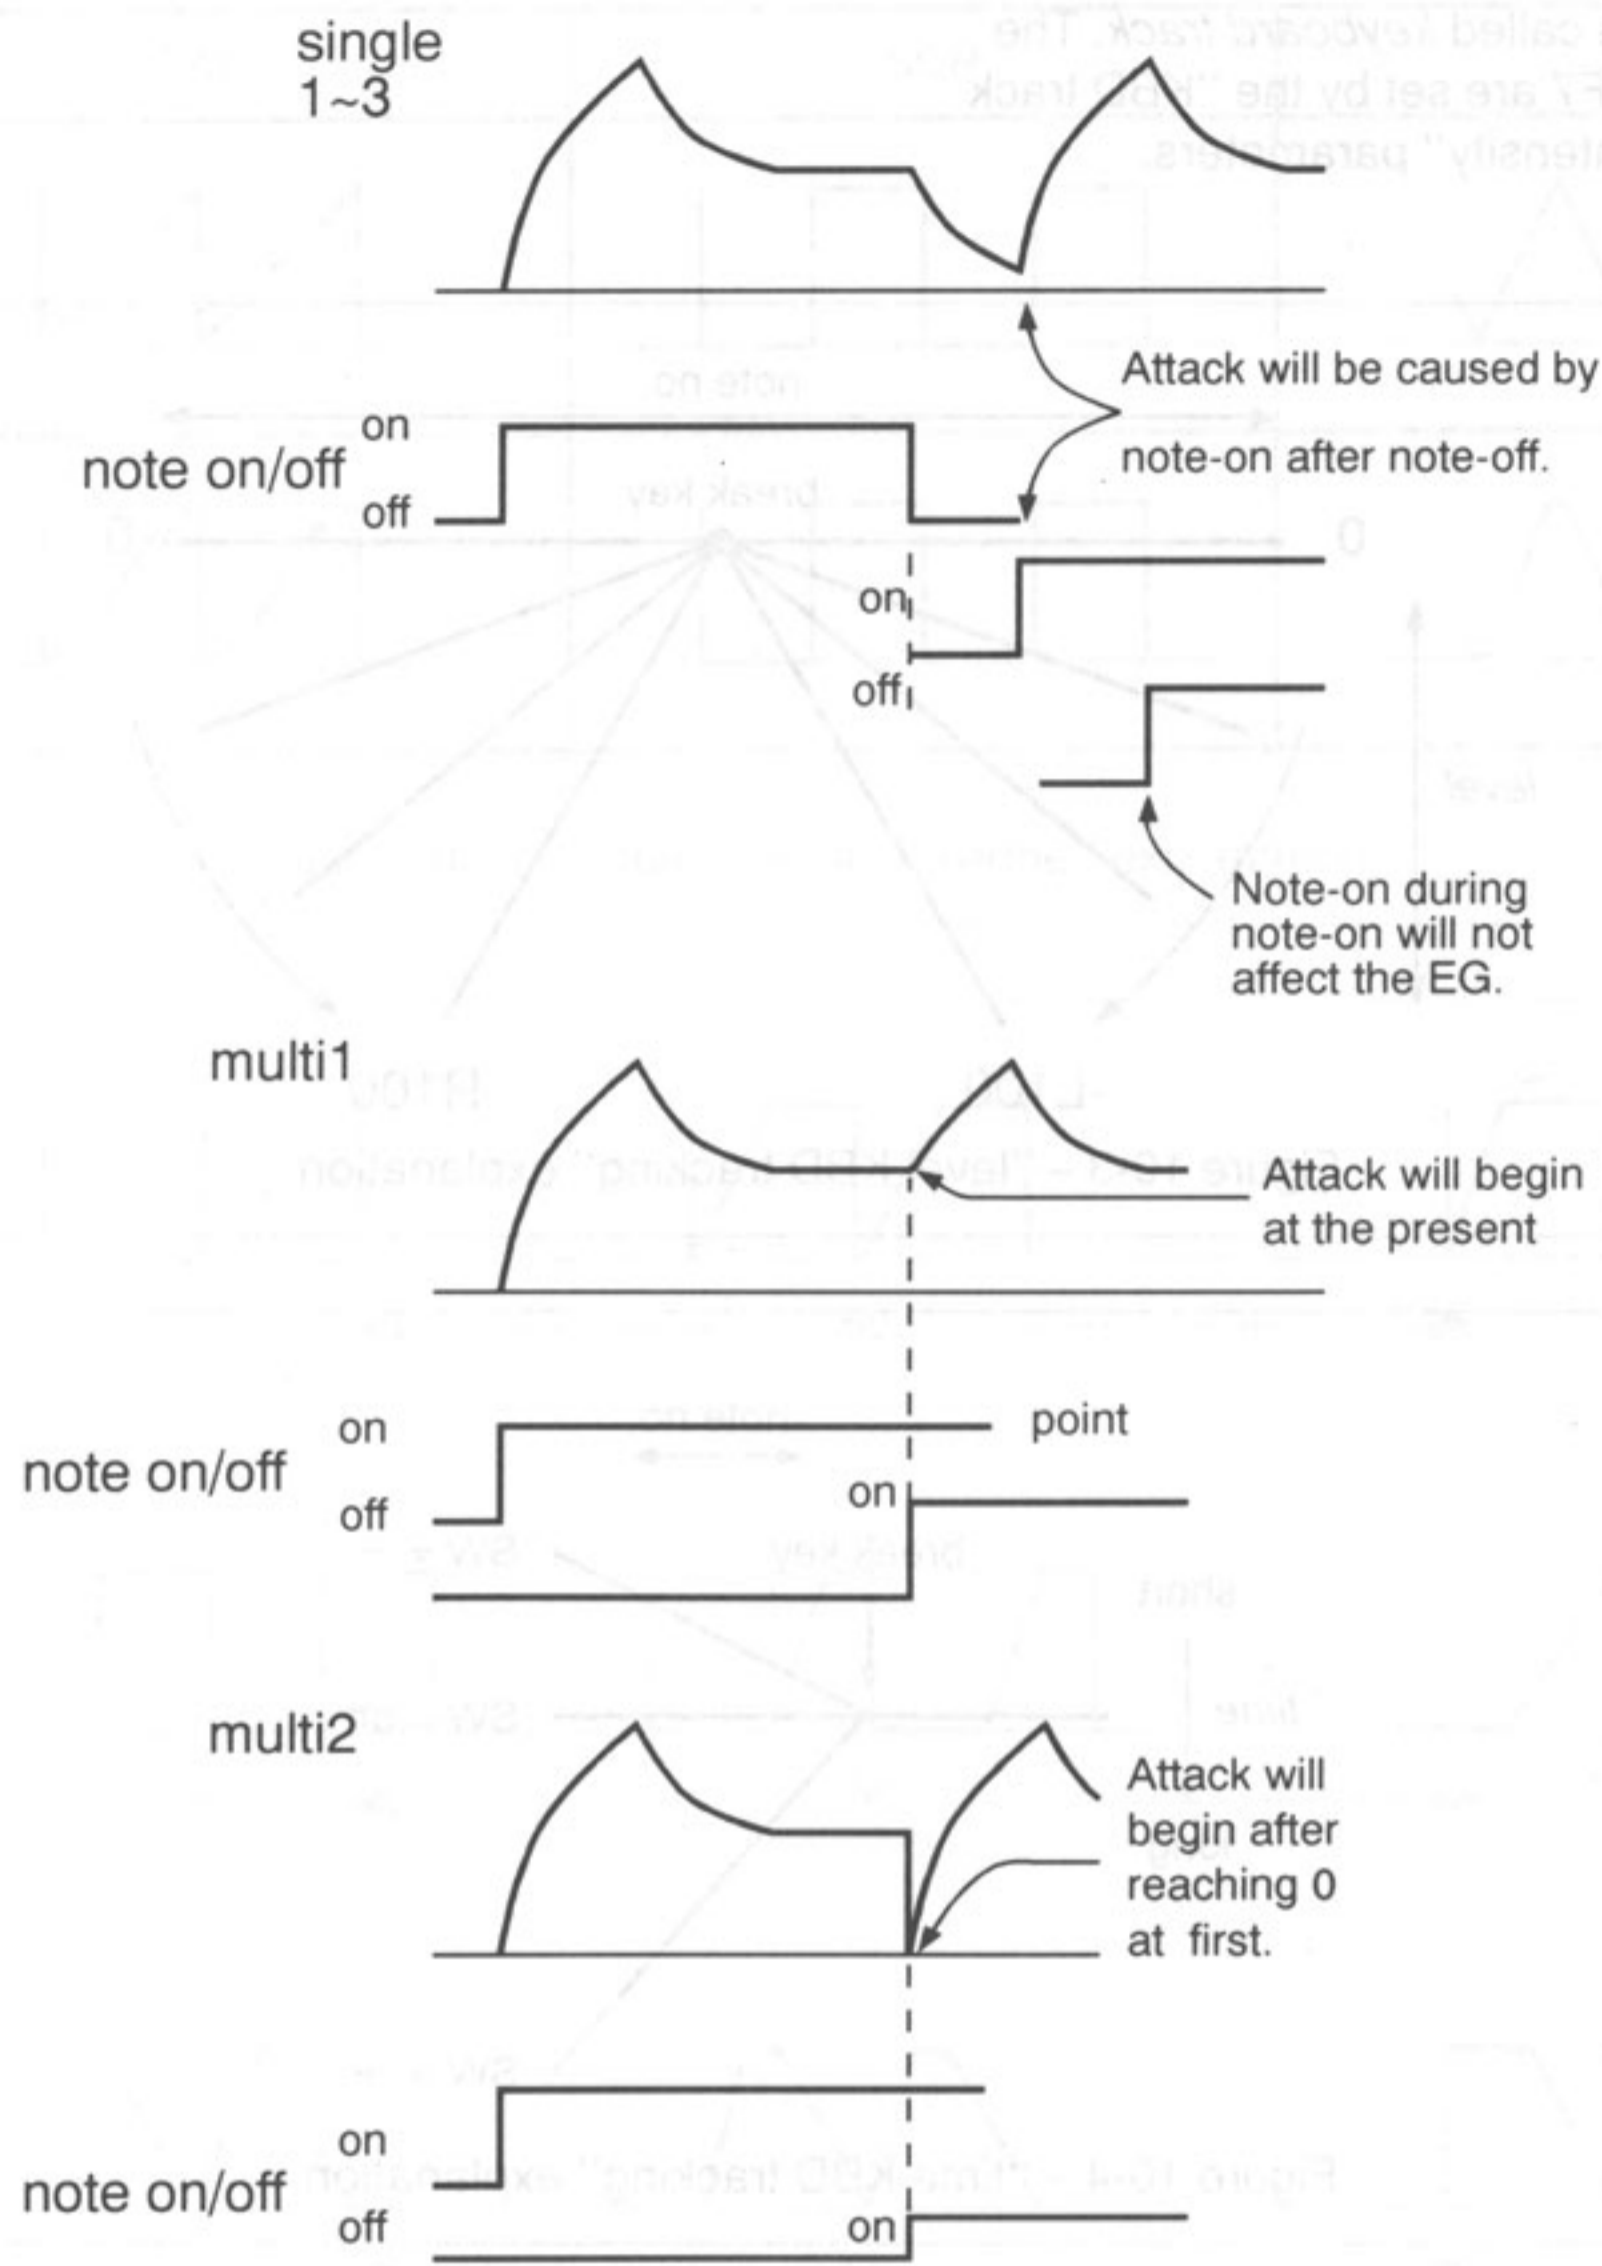 single
1~3
Attack will be caused by
note-on after note-off.
on
note on/off
off
on
off
Note-on during
note-on will not
affect the EG.
multi1
Attack will begin
at the present
point
on
note on/off
off
on
multi2
Attack will
begin after
reaching 0
at first.
on
note on/off
off
on